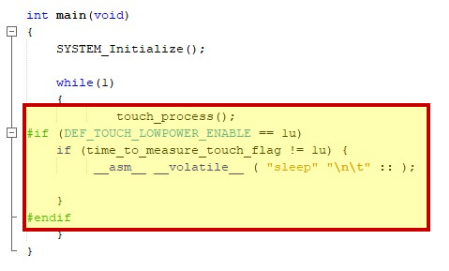 int main(void)
{
SYSTEM_Initialize();
while(1)
{
touch_process();
#if (DEF_TOUCH_LOWPOWER_ENABLE == 1u)
if (time_to_measure_touch_flag != 1u) {
__asm__ __volatile__ ( "sleep" "\n\t" :: );
}
#endif
}
}